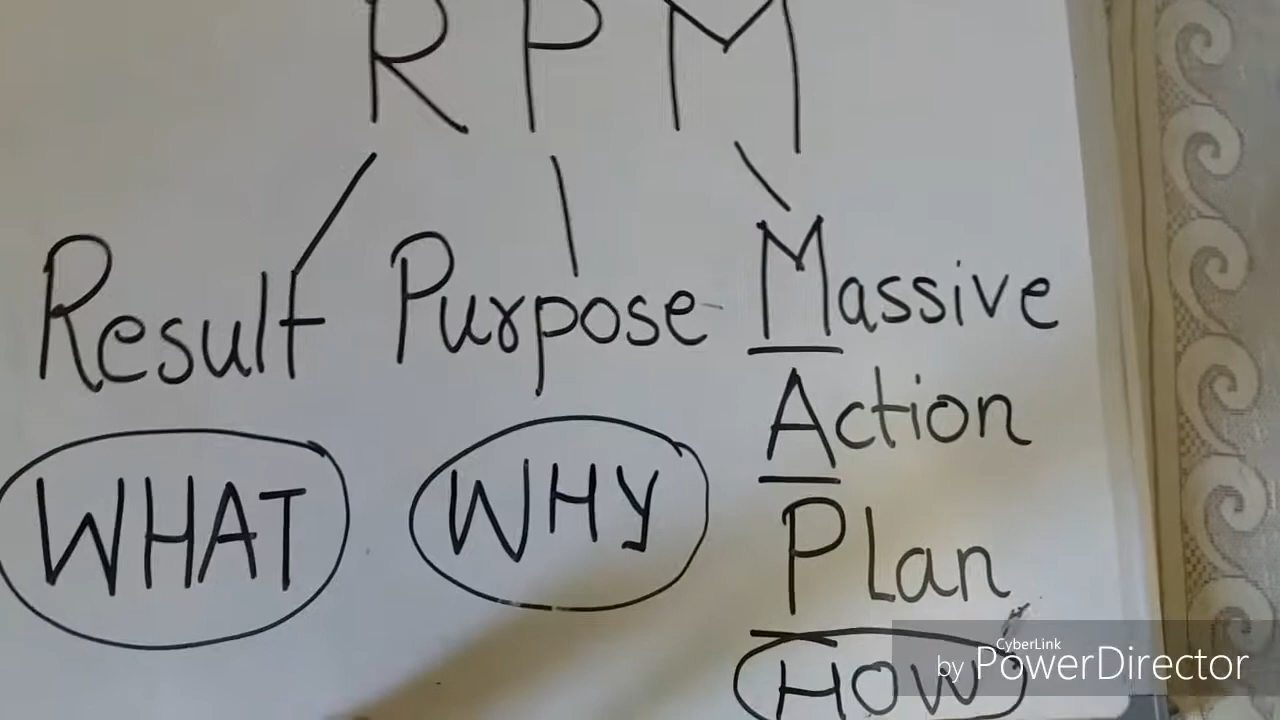 RPM
Result Purpose Massive
Action
Plan
WHAT WHY
HOW
CyberLink
by PowerDirector